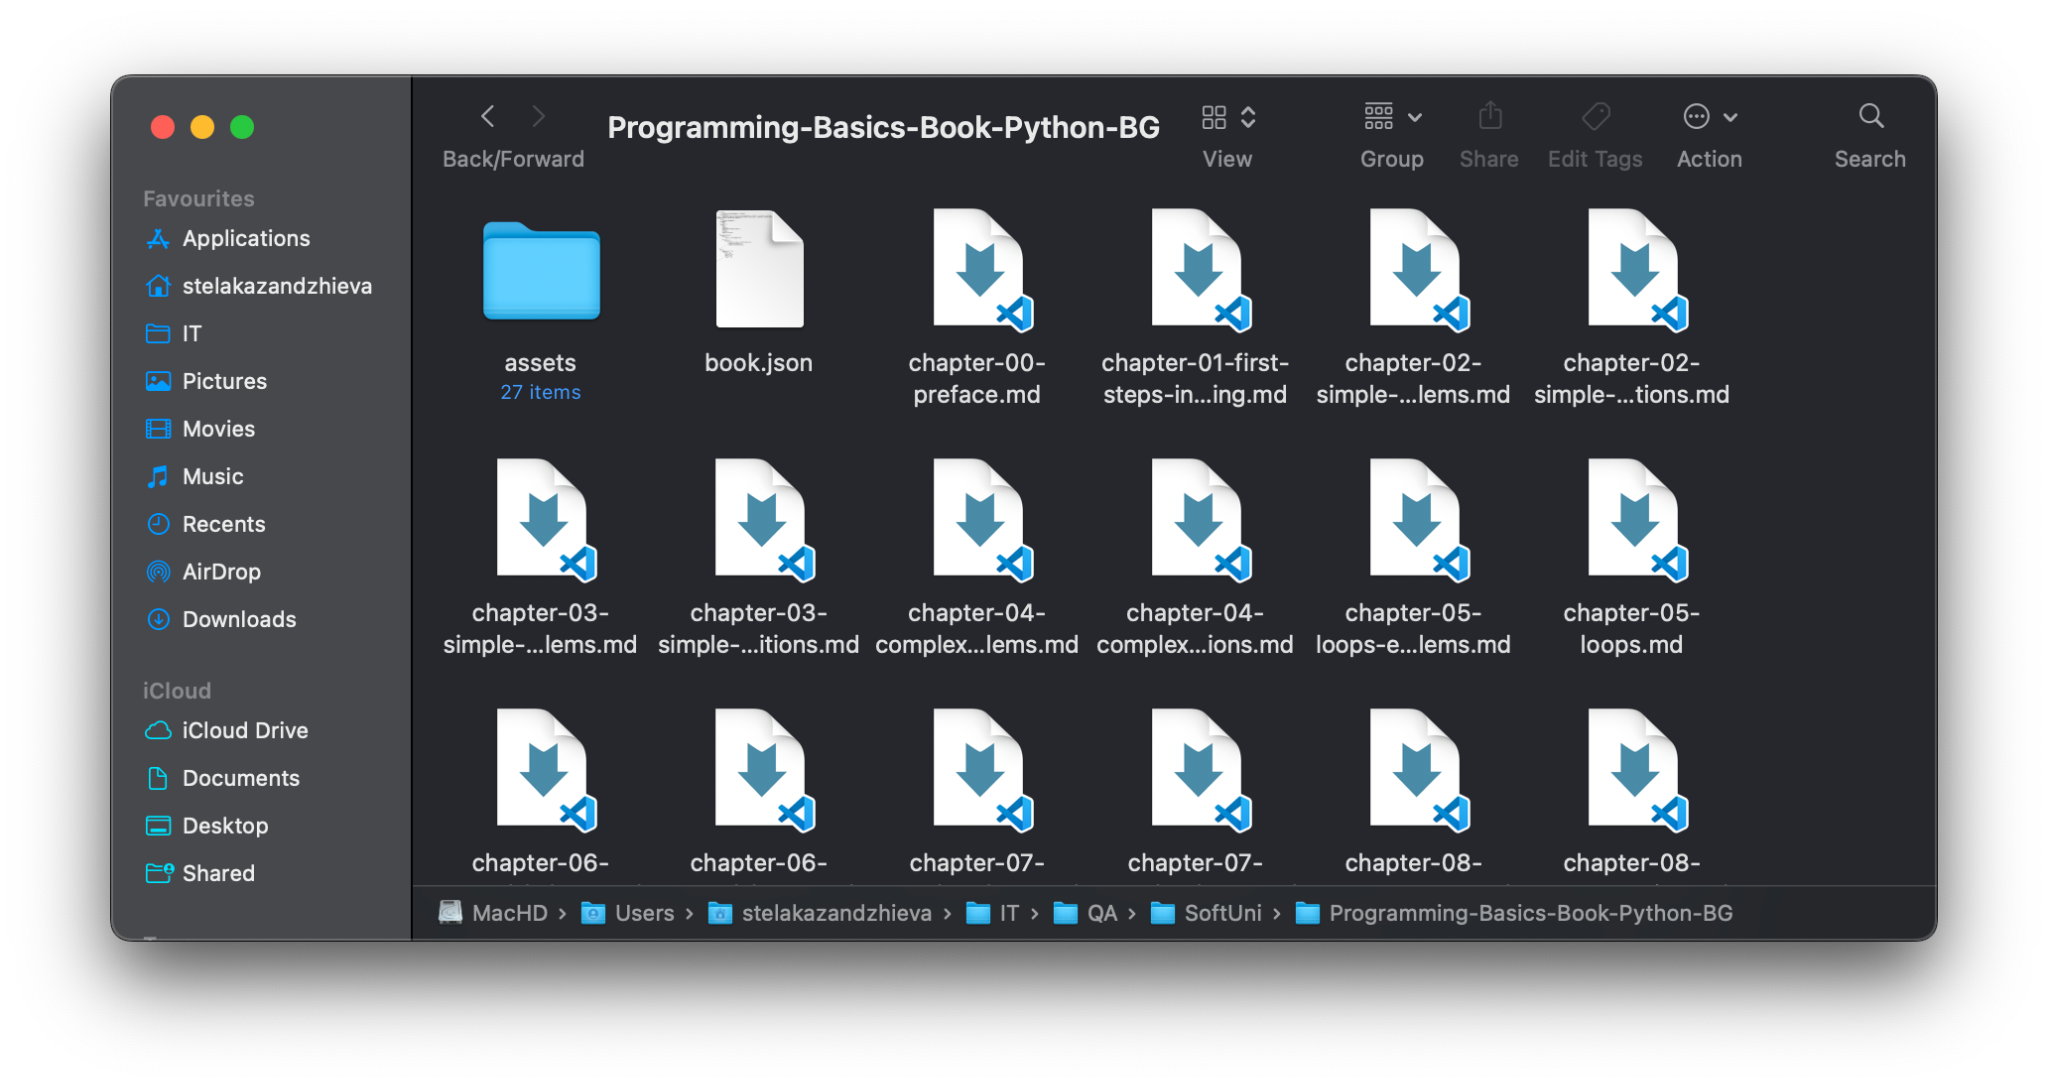 Back/Forward
Programming-Basics-Book-Python-BG
View
Group
Share
Edit Tags
Action
Search
Favourites
Applications
stelakazandzhieva
IT
Pictures
Movies
Music
Recents
AirDrop
Downloads
iCloud
iCloud Drive
Documents
Desktop
Shared
assets
27 items
book.json
chapter-00-
preface.md
chapter-01-first-
steps-in...ing.md
chapter-02-
simple-...lems.md
chapter-02-
simple-...tions.md
chapter-03-
simple-...lems.md
chapter-03-
simple-...itions.md
chapter-04-
complex...lems.md
chapter-04-
complex...ions.md
chapter-05-
loops-e...lems.md
chapter-05-
loops.md
chapter-06-
chapter-06-
chapter-07-
chapter-07-
chapter-08-
chapter-08-
MacHD › Users › stelakazandzhieva › IT › QA › SoftUni › Programming-Basics-Book-Python-BG